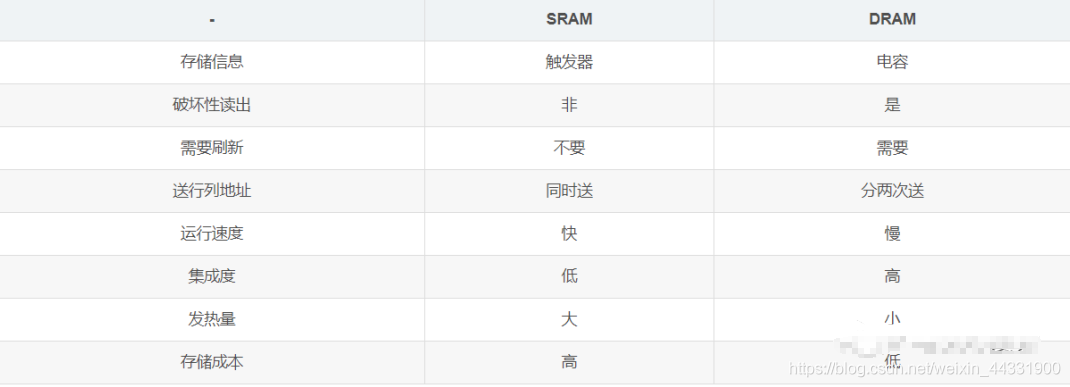 - SRAM DRAM
存储信息 触发器 电容
破坏性读出 非 是
需要刷新 不要 需要
送行列地址 同时送 分两次送
运行速度 快 慢
集成度 低 高
发热量 大 小
存储成本 高 低
https://blog.csdn.net/weixin_44331900